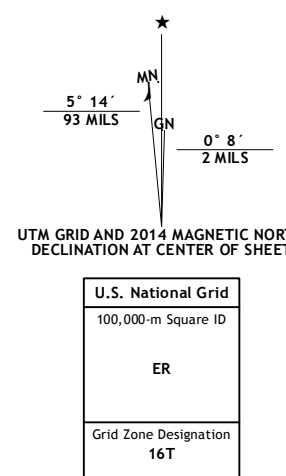 MN
5° 14´
93 MILS
GN
0° 8´
2 MILS
UTM GRID AND 2014 MAGNETIC NORT
DECLINATION AT CENTER OF SHEET
U.S. National Grid
100,000-m Square ID
ER
Grid Zone Designation
16T